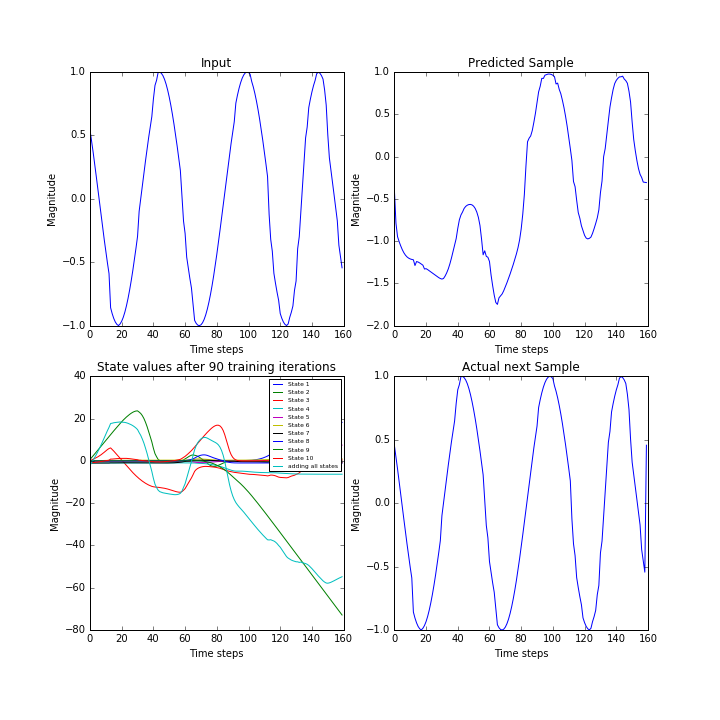 Input
1.0
0.5
0.0
−0.5
−1.0
Magnitude
0 20 40 60 80 100 120 140 160
Time steps
Predicted Sample
1.0
0.5
0.0
−0.5
−1.0
−1.5
−2.0
Magnitude
0 20 40 60 80 100 120 140 160
Time steps
State values after 90 training iterations
40
20
0
−20
−40
−60
−80
Magnitude
0 20 40 60 80 100 120 140 160
Time steps
State 1
State 2
State 3
State 4
State 5
State 6
State 7
State 8
State 9
State 10
adding all states
Actual next Sample
1.0
0.5
0.0
−0.5
−1.0
Magnitude
0 20 40 60 80 100 120 140 160
Time steps